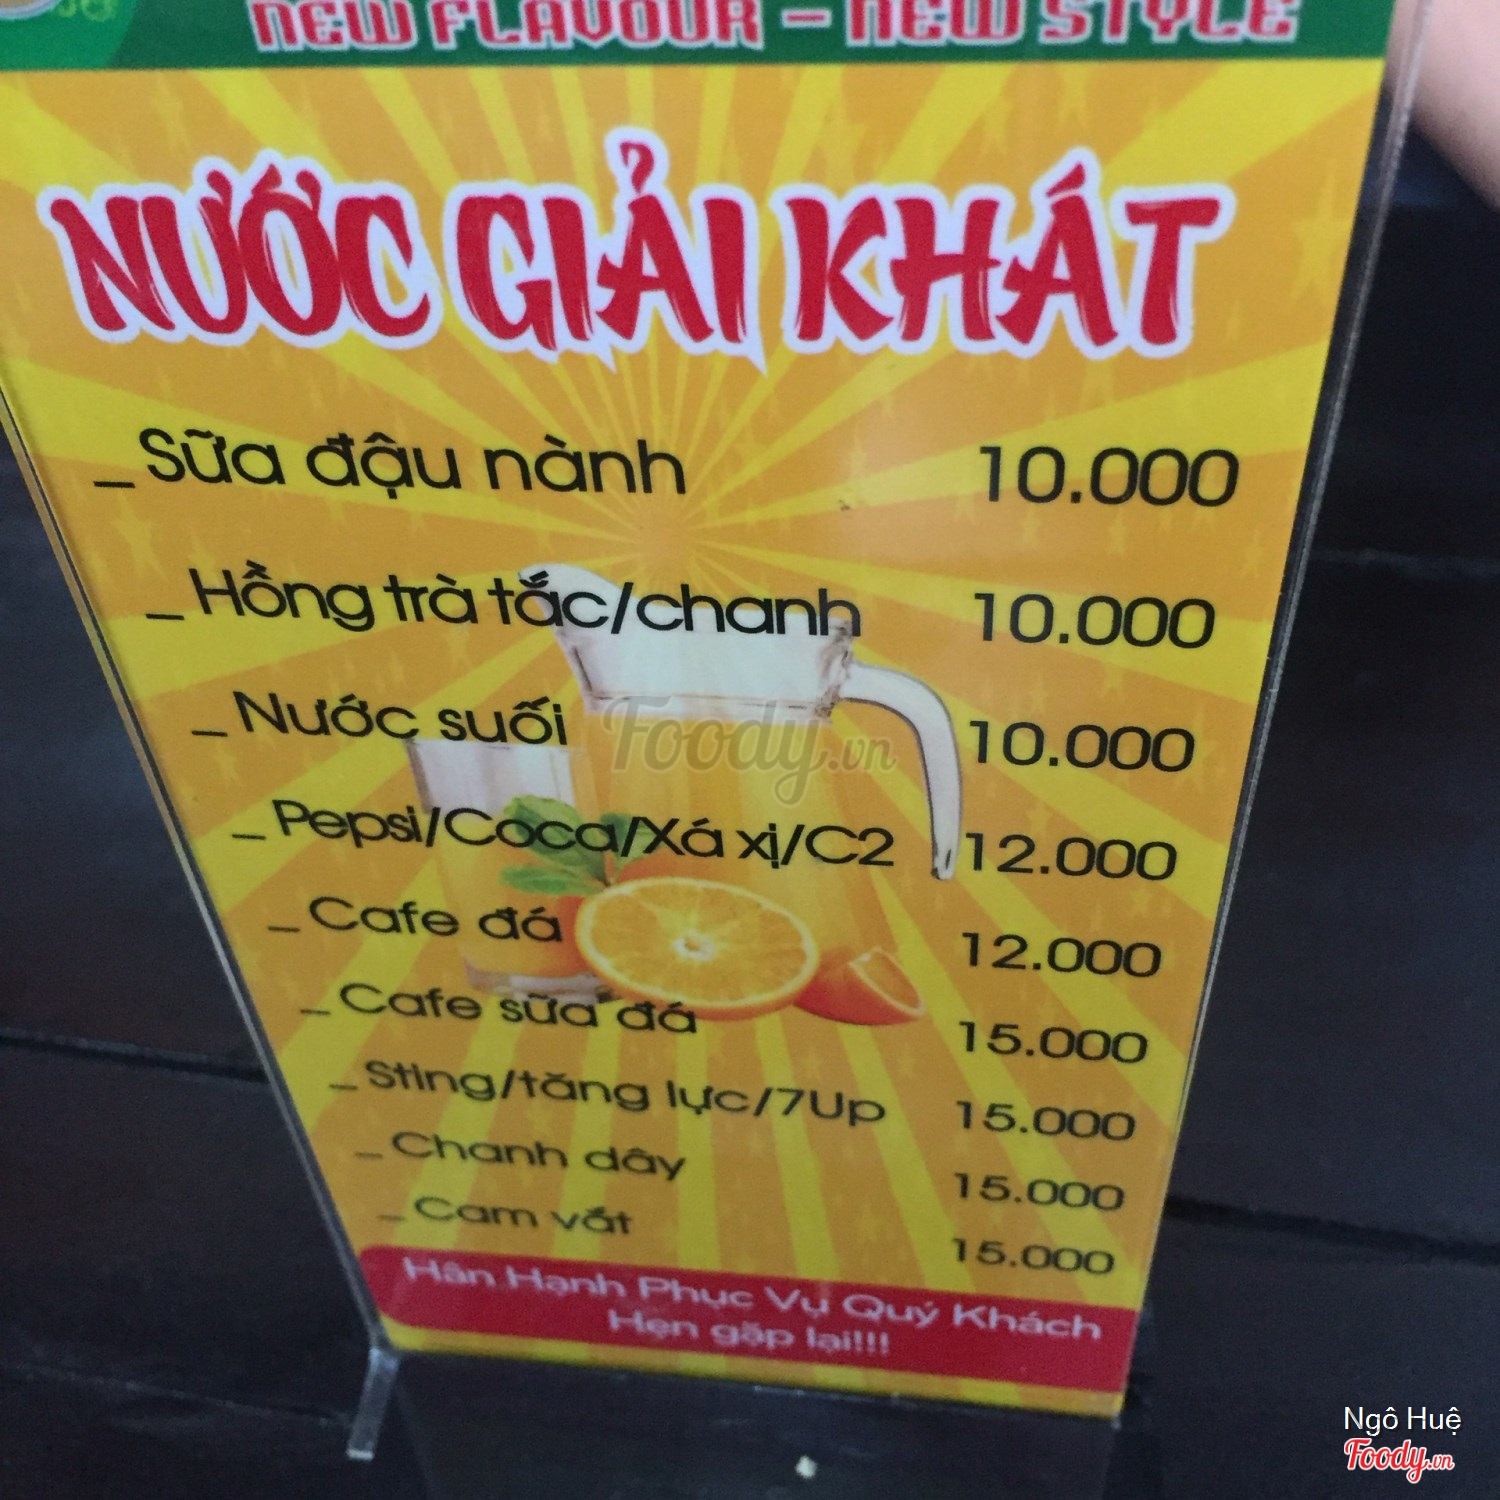 NEW FLAVOUR - NEW STYLE
NƯỚC GIẢI KHÁT
_ Sữa đậu nành 10.000
_ Hồng trà tắc/chanh 10.000
_ Nước suối 10.000
_ Pepsi/Coca/Xá xị/C2 12.000
_ Cafe đá 12.000
_ Cafe sữa đá 15.000
_ Sting/tăng lực/7Up 15.000
_ Chanh dây 15.000
_ Cam vắt 15.000
Hân Hạnh Phục Vụ Quý Khách
Hẹn gặp lại!!!
Foody.vn
Ngô Huệ
Foody.vn